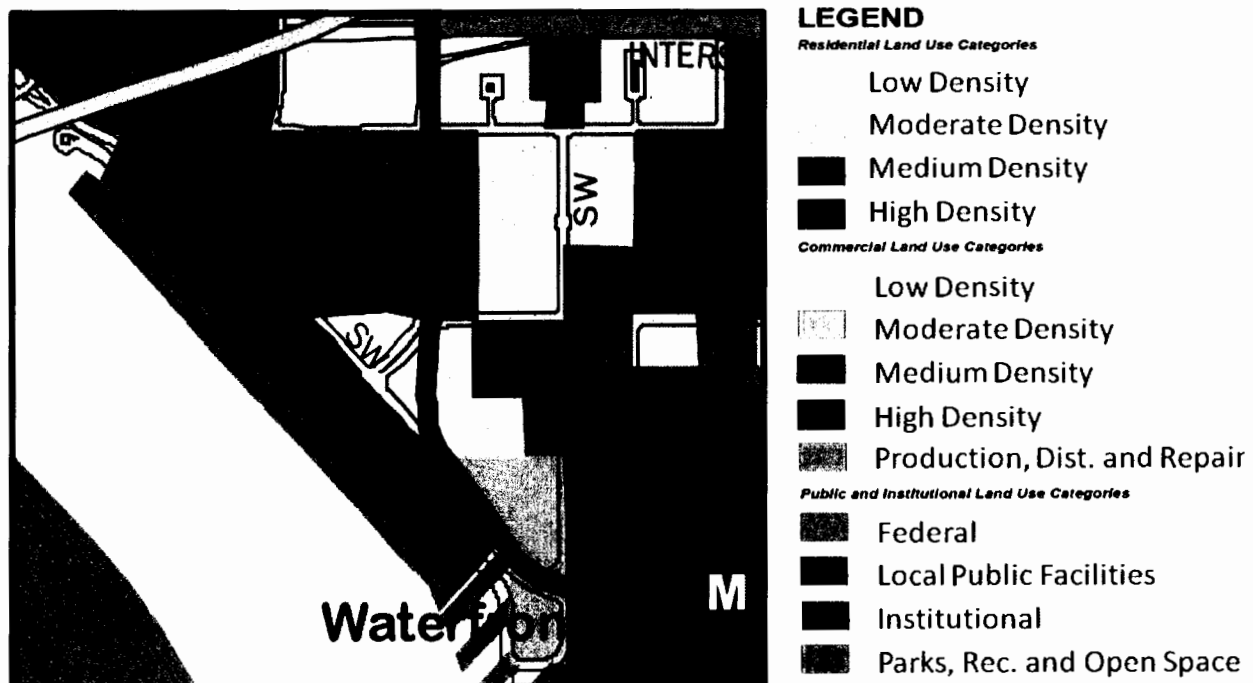 INTERS
SW
SW
Waterfron
M
LEGEND
Residential Land Use Categories
Low Density
Moderate Density
Medium Density
High Density
Commercial Land Use Categories
Low Density
Moderate Density
Medium Density
High Density
Production, Dist. and Repair
Public and Institutional Land Use Categories
Federal
Local Public Facilities
Institutional
Parks, Rec. and Open Space